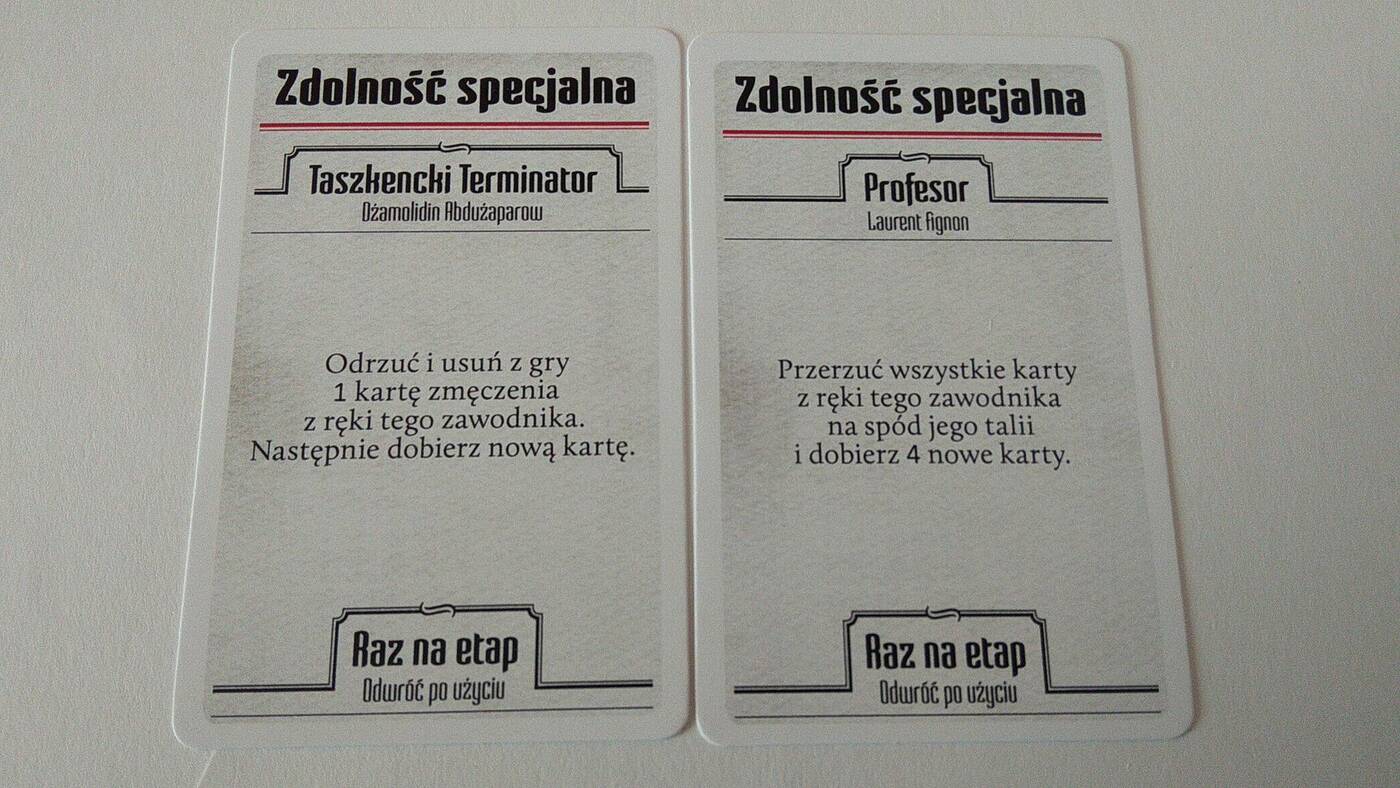 Zdolność specjalna
Taszkencki Terminator
Dżamolidin Abdużaparow
Odrzuć i usuń z gry
1 kartę zmęczenia
z ręki tego zawodnika.
Następnie dobierz nową kartę.
Raz na etap
Odwróć po użyciu
Zdolność specjalna
Profesor
Laurent Fignon
Przerzuć wszystkie karty
z ręki tego zawodnika
na spód jego talii
i dobierz 4 nowe karty.
Raz na etap
Odwróć po użyciu